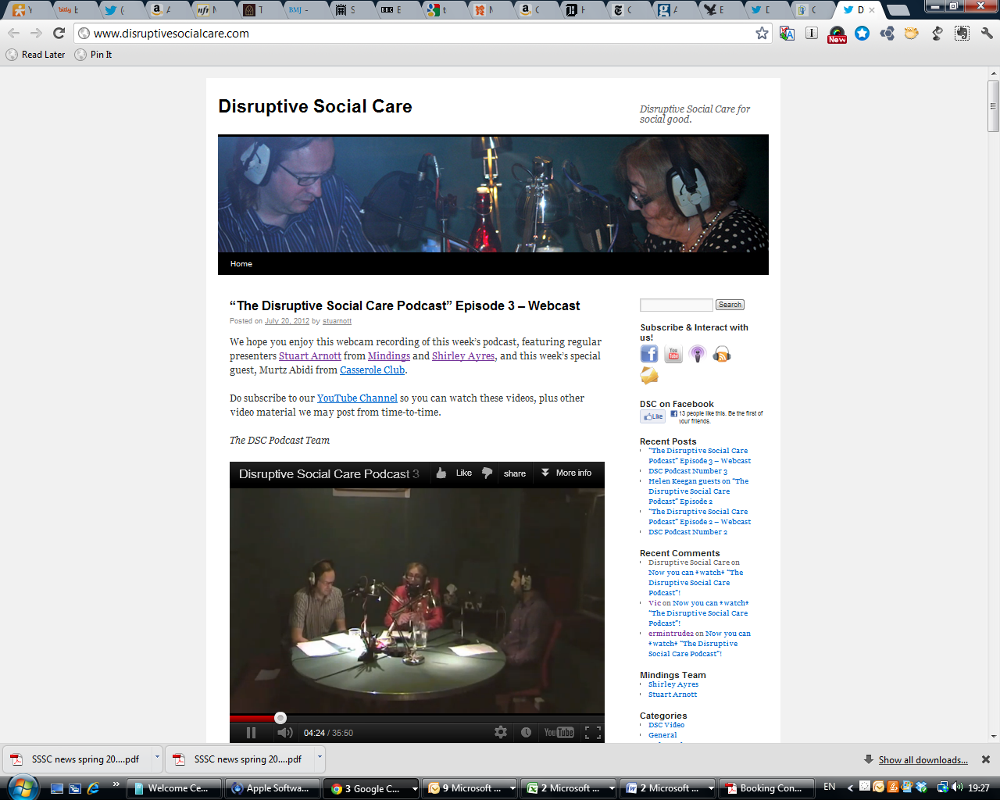 bitly
BMJ -
BBC
www.disruptivesocialcare.com
New
Read Later
Pin It
Disruptive Social Care
Disruptive Social Care for
social good.
Home
“The Disruptive Social Care Podcast” Episode 3 – Webcast
Posted on July 20, 2012 by stuarnott
We hope you enjoy this webcam recording of this week’s podcast, featuring regular
presenters Stuart Arnott from Mindings and Shirley Ayres, and this week’s special
guest, Murtz Abidi from Casserole Club.
Do subscribe to our YouTube Channel so you can watch these videos, plus other
video material we may post from time-to-time.
The DSC Podcast Team
Disruptive Social Care Podcast 3
Like
share
More info
04:24 / 35:50
YouTube
Search
Subscribe & Interact with
us!
You
Tube
DSC on Facebook
Like
13 people like this. Be the first of
your friends.
Recent Posts
“The Disruptive Social Care
Podcast” Episode 3 – Webcast
DSC Podcast Number 3
Helen Keegan guests on “The
Disruptive Social Care
Podcast” Episode 2
“The Disruptive Social Care
Podcast” Episode 2 – Webcast
DSC Podcast Number 2
Recent Comments
Disruptive Social Care on
Now you can *watch* “The
Disruptive Social Care
Podcast”!
Vic on Now you can *watch*
“The Disruptive Social Care
Podcast”!
ermintrude2 on Now you can
*watch* “The Disruptive
Social Care Podcast”!
Mindings Team
Shirley Ayres
Stuart Arnott
Categories
DSC Video
General
SSSC news spring 20....pdf
SSSC news spring 20....pdf
Show all downloads...
Welcome Ce...
Apple Softwa...
3 Google C...
9 Microsoft ...
2 Microsoft ...
2 Microsoft ...
Booking Con...
EN
19:27